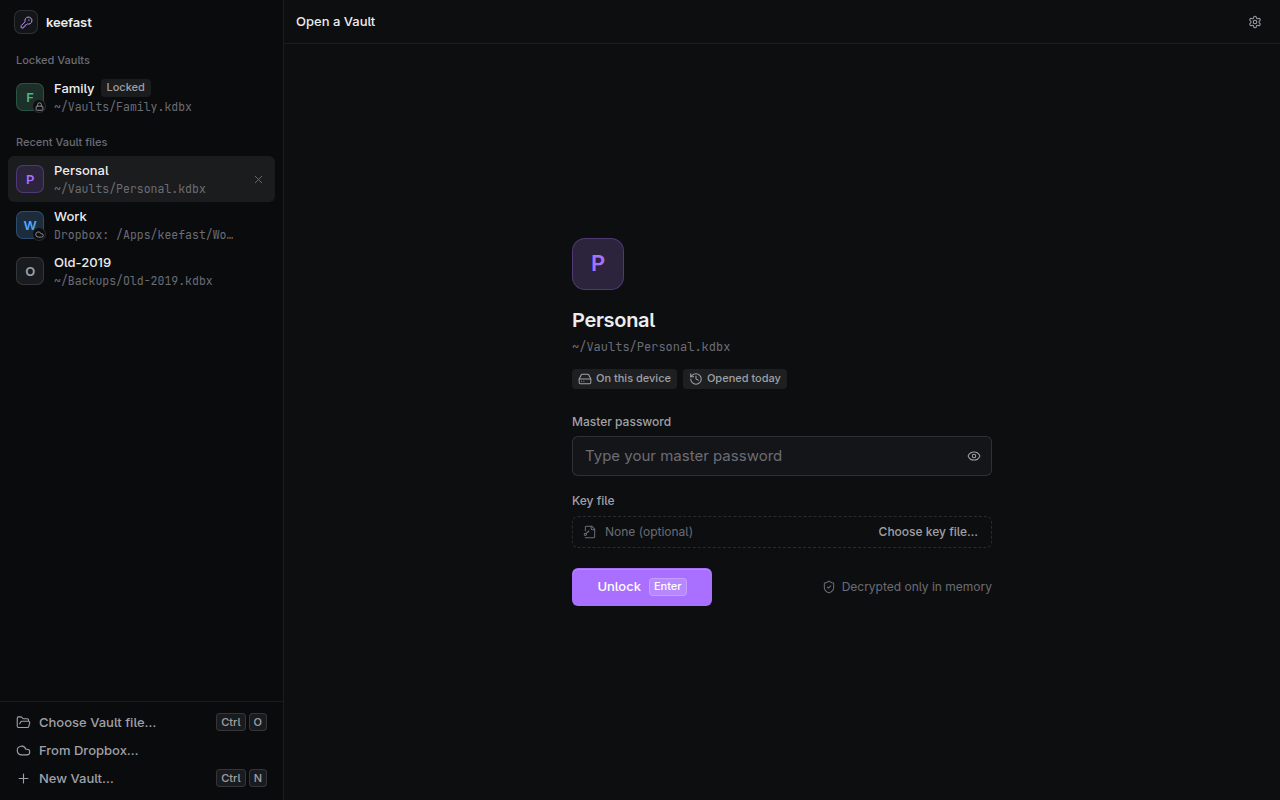 keefast
Open a Vault
Locked Vaults
F
Family Locked
~/Vaults/Family.kdbx
Recent Vault files
P
Personal
~/Vaults/Personal.kdbx
W
Work
Dropbox: /Apps/keefast/Wo…
O
Old-2019
~/Backups/Old-2019.kdbx
Choose Vault file... Ctrl O
From Dropbox...
New Vault... Ctrl N
P
Personal
~/Vaults/Personal.kdbx
On this device Opened today
Master password
Type your master password
Key file
None (optional) Choose key file...
Unlock Enter Decrypted only in memory